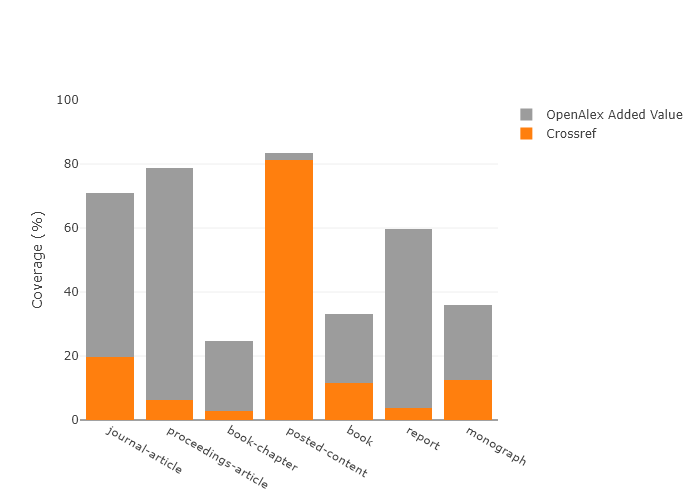 100
80
60
40
20
0
Coverage (%)
OpenAlex Added Value
Crossref
journal-article
proceedings-article
book-chapter
posted-content
book
report
monograph